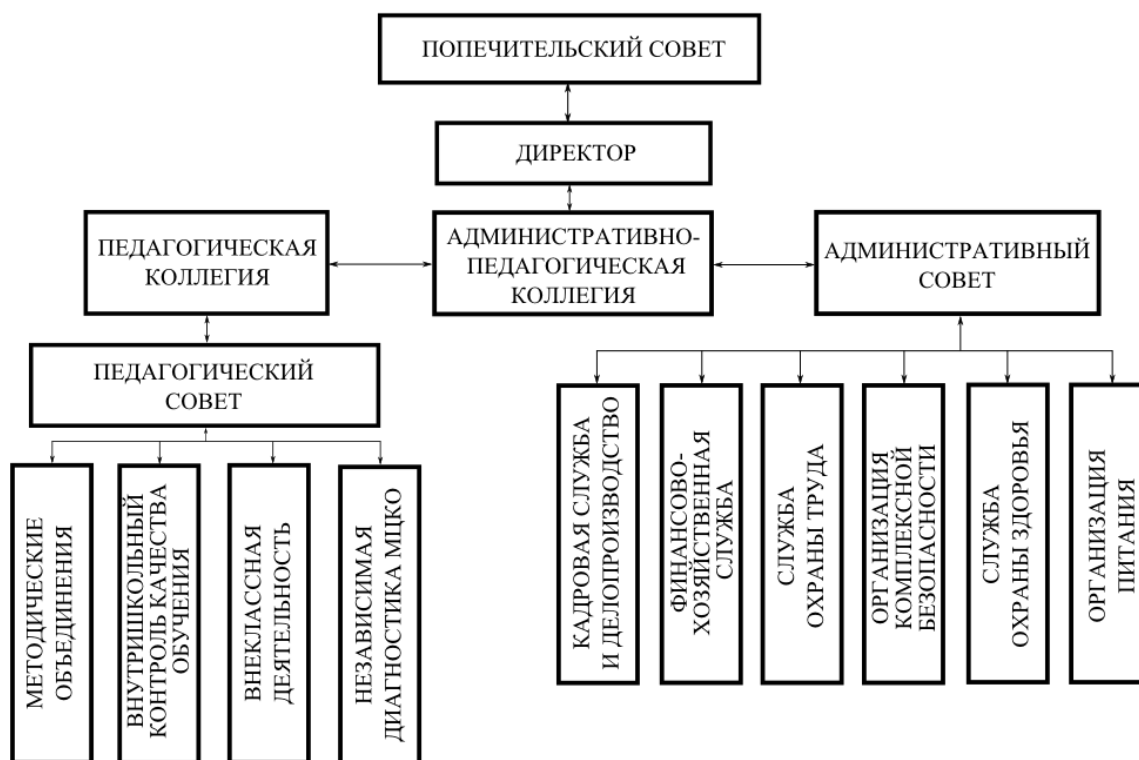 ПОПЕЧИТЕЛЬСКИЙ СОВЕТ
ДИРЕКТОР
ПЕДАГОГИЧЕСКАЯ
КОЛЛЕГИЯ
АДМИНИСТРАТИВНО-
ПЕДАГОГИЧЕСКАЯ
КОЛЛЕГИЯ
АДМИНИСТРАТИВНЫЙ
СОВЕТ
ПЕДАГОГИЧЕСКИЙ
СОВЕТ
МЕТОДИЧЕСКИЕ
ОБЪЕДИНЕНИЯ
ВНУТРИШКОЛЬНЫЙ
КОНТРОЛЬ КАЧЕСТВА
ОБУЧЕНИЯ
ВНЕКЛАССНАЯ
ДЕЯТЕЛЬНОСТЬ
НЕЗАВИСИМАЯ
ДИАГНОСТИКА МЦКО
КАДРОВАЯ СЛУЖБА
И ДЕЛОПРОИЗВОДСТВО
ФИНАНСОВО-
ХОЗЯЙСТВЕННАЯ
СЛУЖБА
СЛУЖБА
ОХРАНЫ ТРУДА
ОРГАНИЗАЦИЯ
КОМПЛЕКСНОЙ
БЕЗОПАСНОСТИ
СЛУЖБА
ОХРАНЫ ЗДОРОВЬЯ
ОРГАНИЗАЦИЯ
ПИТАНИЯ